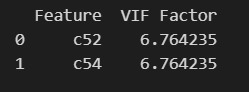 Feature VIF Factor
0 c52 6.764235
1 c54 6.764235